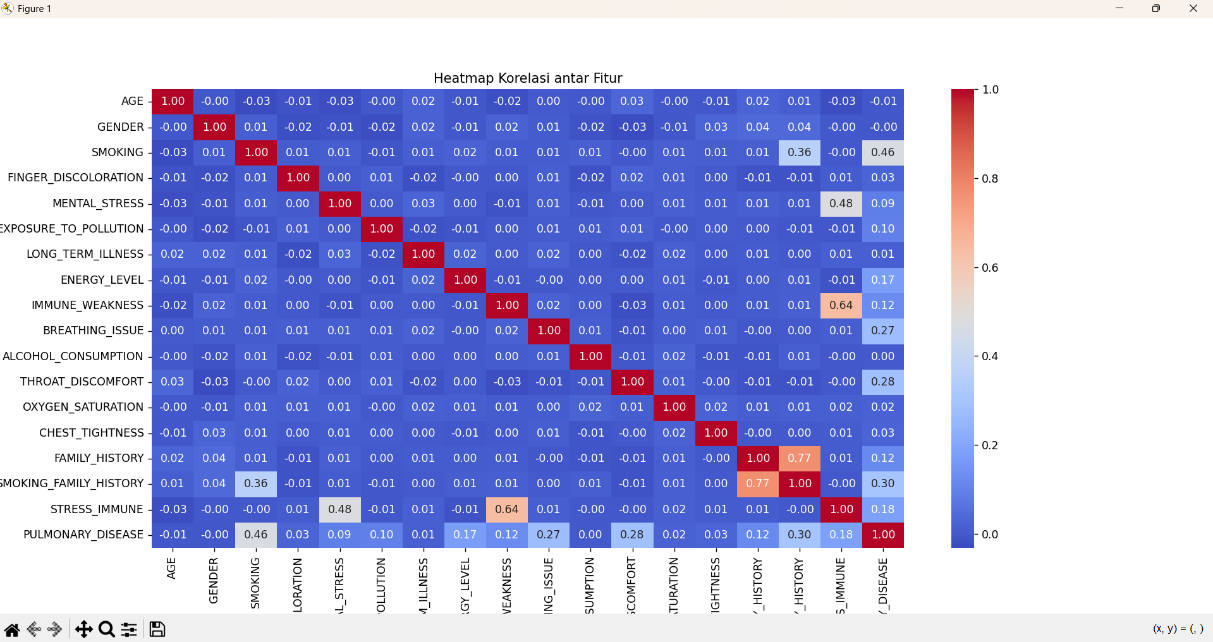 Figure 1
Heatmap Korelasi antar Fitur
AGE 1.00 -0.00 -0.03 -0.01 -0.03 -0.00 0.02 -0.01 -0.02 0.00 -0.00 0.03 -0.00 -0.01 0.02 0.01 -0.03 -0.01
GENDER -0.00 1.00 0.01 -0.02 -0.01 -0.02 0.02 -0.01 0.02 0.01 -0.02 -0.03 -0.01 0.03 0.04 0.04 -0.00 -0.00
SMOKING -0.03 0.01 1.00 0.01 0.01 -0.01 0.01 0.02 0.01 0.01 0.01 -0.00 0.01 0.01 0.01 0.36 -0.00 0.46
FINGER_DISCOLORATION -0.01 -0.02 0.01 1.00 0.00 0.01 -0.02 -0.00 0.00 0.01 -0.02 0.02 0.01 0.00 -0.01 -0.01 0.01 0.03
MENTAL_STRESS -0.03 -0.01 0.01 0.00 1.00 0.00 0.03 0.00 -0.01 0.01 -0.01 0.00 0.01 0.01 0.01 0.01 0.48 0.09
EXPOSURE_TO_POLLUTION -0.00 -0.02 -0.01 0.01 0.00 1.00 -0.02 -0.01 0.00 0.01 0.01 0.01 -0.00 0.00 0.00 -0.01 -0.01 0.10
LONG_TERM_ILLNESS 0.02 0.02 0.01 -0.02 0.03 -0.02 1.00 0.02 0.00 0.02 0.00 -0.02 0.02 0.00 0.01 0.00 0.01 0.01
ENERGY_LEVEL -0.01 -0.01 0.02 -0.00 0.00 -0.01 0.02 1.00 -0.01 -0.00 0.00 0.00 0.01 -0.01 0.00 0.01 -0.01 0.17
IMMUNE_WEAKNESS -0.02 0.02 0.01 0.00 -0.01 0.00 0.00 -0.01 1.00 0.02 0.00 -0.03 0.01 0.00 0.01 0.01 0.64 0.12
BREATHING_ISSUE 0.00 0.01 0.01 0.01 0.01 0.01 0.02 -0.00 0.02 1.00 0.01 -0.01 0.00 0.01 -0.00 0.00 0.01 0.27
ALCOHOL_CONSUMPTION -0.00 -0.02 0.01 -0.02 -0.01 0.01 0.00 0.00 0.00 0.01 1.00 -0.01 0.02 -0.01 -0.01 0.01 -0.00 0.00
THROAT_DISCOMFORT 0.03 -0.03 -0.00 0.02 0.00 0.01 -0.02 0.00 -0.03 -0.01 -0.01 1.00 0.01 -0.00 -0.01 -0.01 -0.00 0.28
OXYGEN_SATURATION -0.00 -0.01 0.01 0.01 0.01 -0.00 0.02 0.01 0.01 0.00 0.02 0.01 1.00 0.02 0.01 0.01 0.02 0.02
CHEST_TIGHTNESS -0.01 0.03 0.01 0.00 0.01 0.00 0.00 -0.01 0.00 0.01 -0.01 -0.00 0.02 1.00 -0.00 0.00 0.01 0.03
FAMILY_HISTORY 0.02 0.04 0.01 -0.01 0.01 0.00 0.01 0.00 0.01 -0.00 -0.01 -0.01 0.01 -0.00 1.00 0.77 0.01 0.12
SMOKING_FAMILY_HISTORY 0.01 0.04 0.36 -0.01 0.01 -0.01 0.00 0.01 0.01 0.00 0.01 -0.01 0.01 0.00 0.77 1.00 -0.00 0.30
STRESS_IMMUNE -0.03 -0.00 -0.00 0.01 0.48 -0.01 0.01 -0.01 0.64 0.01 -0.00 -0.00 0.02 0.01 0.01 -0.00 1.00 0.18
PULMONARY_DISEASE -0.01 -0.00 0.46 0.03 0.09 0.10 0.01 0.17 0.12 0.27 0.00 0.28 0.02 0.03 0.12 0.30 0.18 1.00
AGE
GENDER
SMOKING
LORATION
AL_STRESS
POLLUTION
M_ILLNESS
RGY_LEVEL
WEAKNESS
NG_ISSUE
SUMPTION
SCOMFORT
TURATION
IGHTNESS
Y_HISTORY
Y_HISTORY
S_IMMUNE
Y_DISEASE
1.0
0.8
0.6
0.4
0.2
0.0
(x, y) = (, )